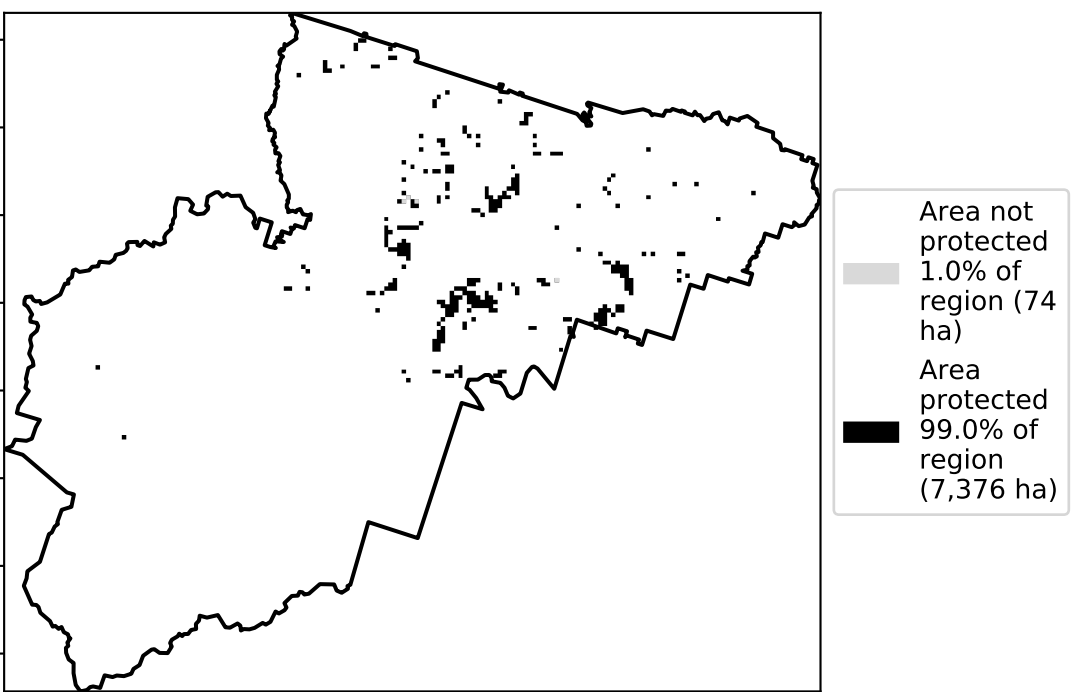 Area not
protected
1.0% of
region (74
ha)
Area
protected
99.0% of
region
(7,376 ha)